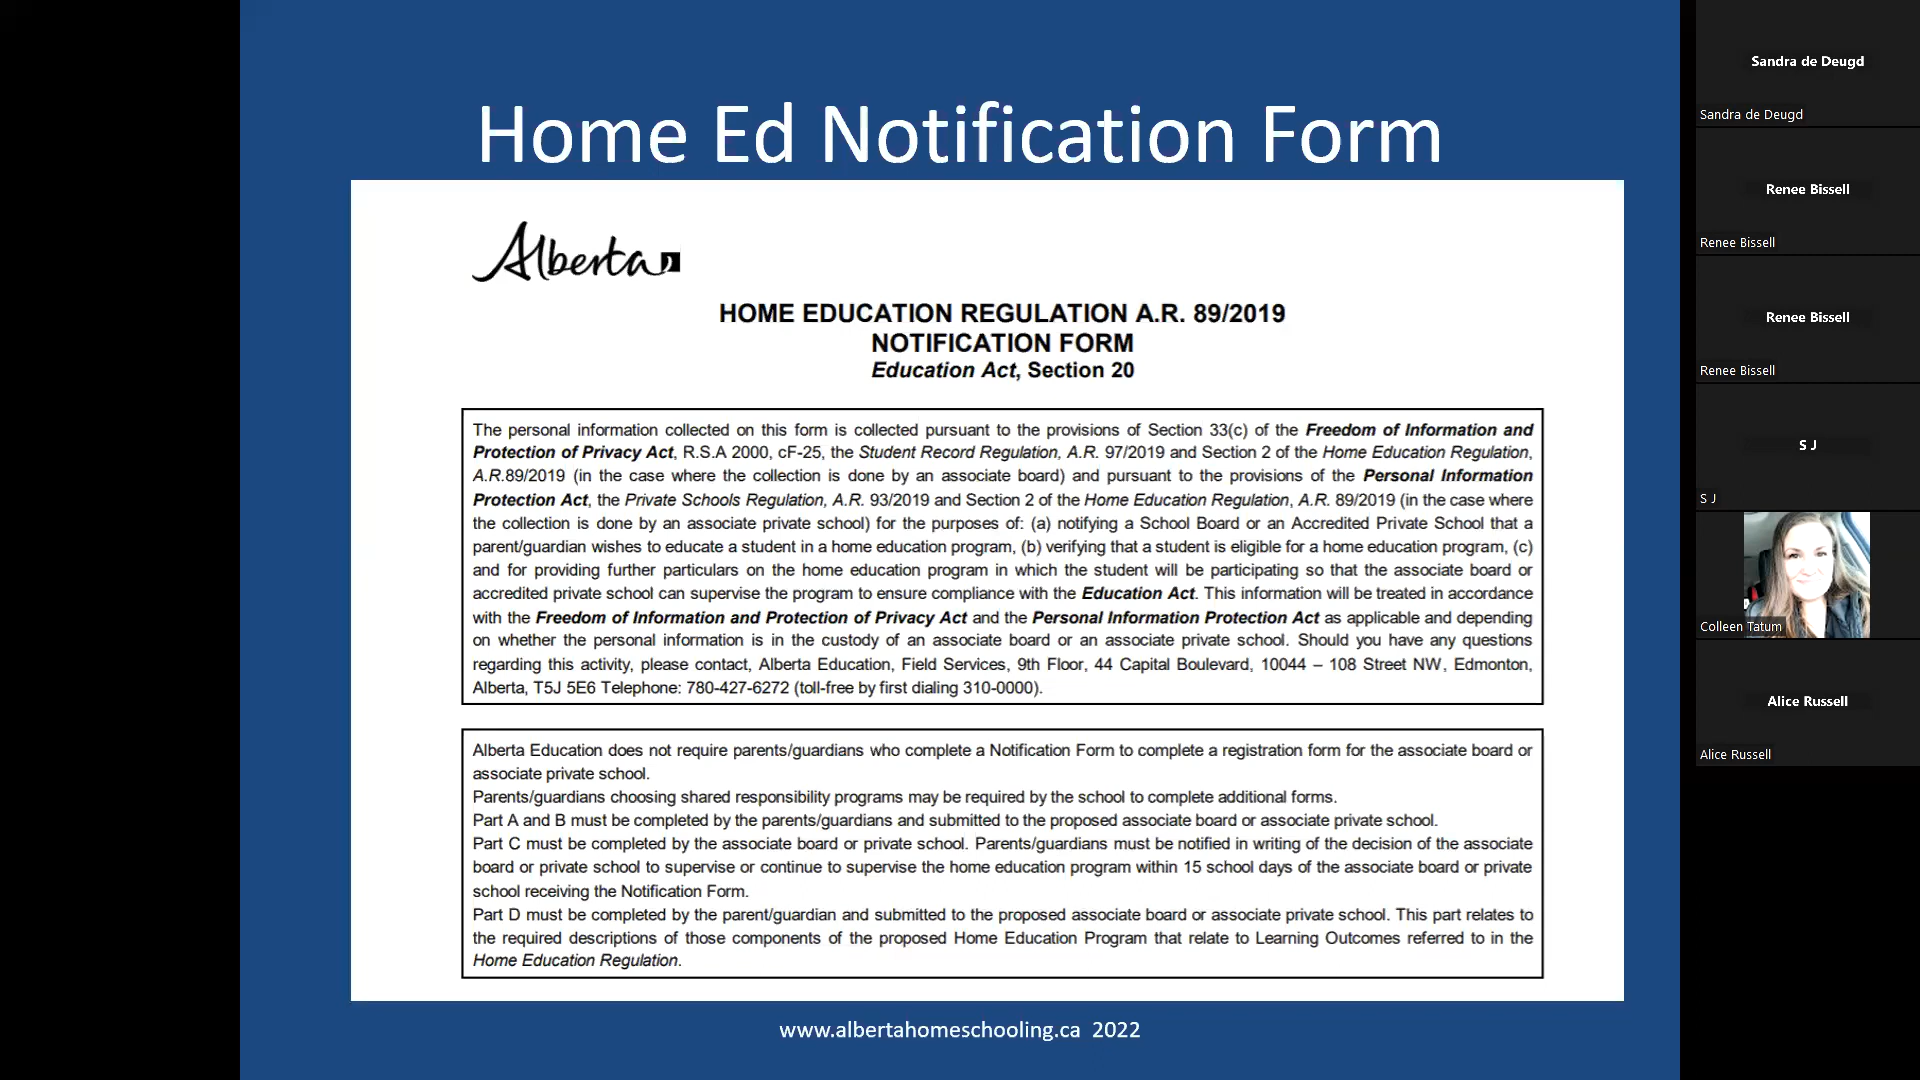 Home Ed Notification Form
Alberta
HOME EDUCATION REGULATION A.R. 89/2019
NOTIFICATION FORM
Education Act, Section 20
The personal information collected on this form is collected pursuant to the provisions of Section 33(c) of the Freedom of Information and
Protection of Privacy Act, R.S.A 2000, cF-25, the Student Record Regulation, A.R. 97/2019 and Section 2 of the Home Education Regulation,
A.R.89/2019 (in the case where the collection is done by an associate board) and pursuant to the provisions of the Personal Information
Protection Act, the Private Schools Regulation, A.R. 93/2019 and Section 2 of the Home Education Regulation, A.R. 89/2019 (in the case where
the collection is done by an associate private school) for the purposes of: (a) notifying a School Board or an Accredited Private School that a
parent/guardian wishes to educate a student in a home education program, (b) verifying that a student is eligible for a home education program, (c)
and for providing further particulars on the home education program in which the student will be participating so that the associate board or
accredited private school can supervise the program to ensure compliance with the Education Act. This information will be treated in accordance
with the Freedom of Information and Protection of Privacy Act and the Personal Information Protection Act as applicable and depending
on whether the personal information is in the custody of an associate board or an associate private school. Should you have any questions
regarding this activity, please contact, Alberta Education, Field Services, 9th Floor, 44 Capital Boulevard, 10044 – 108 Street NW, Edmonton,
Alberta, T5J 5E6 Telephone: 780-427-6272 (toll-free by first dialing 310-0000).
Alberta Education does not require parents/guardians who complete a Notification Form to complete a registration form for the associate board or
associate private school.
Parents/guardians choosing shared responsibility programs may be required by the school to complete additional forms.
Part A and B must be completed by the parents/guardians and submitted to the proposed associate board or associate private school.
Part C must be completed by the associate board or private school. Parents/guardians must be notified in writing of the decision of the associate
board or private school to supervise or continue to supervise the home education program within 15 school days of the associate board or private
school receiving the Notification Form.
Part D must be completed by the parent/guardian and submitted to the proposed associate board or associate private school. This part relates to
the required descriptions of those components of the proposed Home Education Program that relate to Learning Outcomes referred to in the
Home Education Regulation.
www.albertahomeschooling.ca 2022
Sandra de Deugd
Sandra de Deugd
Renee Bissell
Renee Bissell
Renee Bissell
Renee Bissell
S J
S J
Colleen Tatum
Alice Russell
Alice Russell